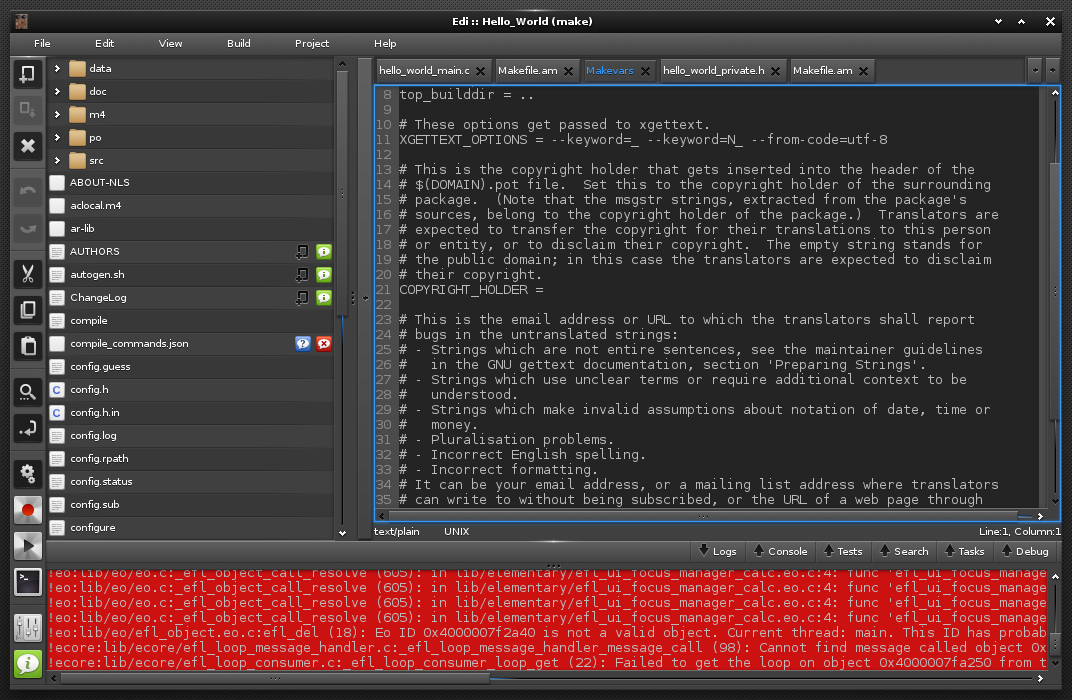 Edi :: Hello_World (make)
File Edit View Build Project Help
data
doc
m4
po
src
ABOUT-NLS
aclocal.m4
ar-lib
AUTHORS
autogen.sh
ChangeLog
compile
compile_commands.json
config.guess
config.h
config.h.in
config.log
config.rpath
config.status
config.sub
configure
hello_world_main.c Makefile.am Makevars hello_world_private.h Makefile.am
8 top_builddir = ..
9
10 # These options get passed to xgettext.
11 XGETTEXT_OPTIONS = --keyword=_ --keyword=N_ --from-code=utf-8
12
13 # This is the copyright holder that gets inserted into the header of the
14 # $(DOMAIN).pot file.  Set this to the copyright holder of the surrounding
15 # package.  (Note that the msgstr strings, extracted from the package's
16 # sources, belong to the copyright holder of the package.)  Translators are
17 # expected to transfer the copyright for their translations to this person
18 # or entity, or to disclaim their copyright.  The empty string stands for
19 # the public domain; in this case the translators are expected to disclaim
20 # their copyright.
21 COPYRIGHT_HOLDER =
22
23 # This is the email address or URL to which the translators shall report
24 # bugs in the untranslated strings:
25 # - Strings which are not entire sentences, see the maintainer guidelines
26 #   in the GNU gettext documentation, section 'Preparing Strings'.
27 # - Strings which use unclear terms or require additional context to be
28 #   understood.
29 # - Strings which make invalid assumptions about notation of date, time or
30 #   money.
31 # - Pluralisation problems.
32 # - Incorrect English spelling.
33 # - Incorrect formatting.
34 # It can be your email address, or a mailing list address where translators
35 # can write to without being subscribed, or the URL of a web page through
text/plain UNIX Line:1, Column:1
Logs Console Tests Search Tasks Debug
!eo:lib/eo/eo.c:_efl_object_call_resolve (605): in lib/elementary/efl_ui_focus_manager_calc.eo.c:4: func 'efl_ui_focus_manage
!eo:lib/eo/eo.c:_efl_object_call_resolve (605): in lib/elementary/efl_ui_focus_manager_calc.eo.c:4: func 'efl_ui_focus_manage
!eo:lib/eo/eo.c:_efl_object_call_resolve (605): in lib/elementary/efl_ui_focus_manager_calc.eo.c:4: func 'efl_ui_focus_manage
!eo:lib/eo/eo.c:_efl_object_call_resolve (605): in lib/elementary/efl_ui_focus_manager_calc.eo.c:4: func 'efl_ui_focus_manage
!eo:lib/eo/efl_object.eo.c:efl_del (18): Eo ID 0x4000007f2a40 is not a valid object. Current thread: main. This ID has probab
!ecore:lib/ecore/efl_loop_message_handler.c:_efl_loop_message_handler_message_call (98): Cannot find message called object 0x
!ecore:lib/ecore/efl_loop_consumer.c:_efl_loop_consumer_loop_get (22): Failed to get the loop on object 0x4000007fa250 from t